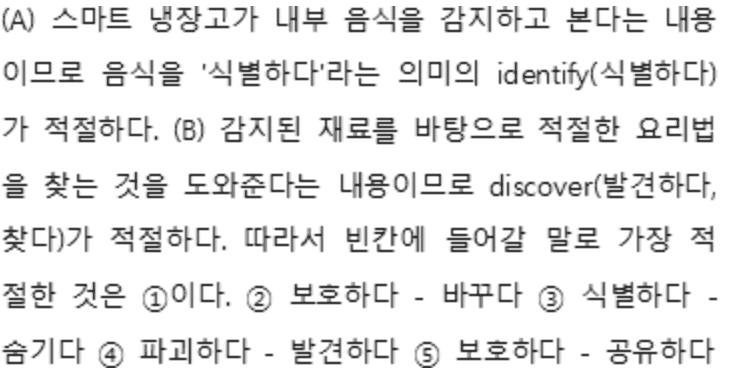 (A) 스마트 냉장고가 내부 음식을 감지하고 본다는 내용
이므로 음식을 '식별하다'라는 의미의 identify(식별하다)
가 적절하다. (B) 감지된 재료를 바탕으로 적절한 요리법
을 찾는 것을 도와준다는 내용이므로 discover(발견하다,
찾다)가 적절하다. 따라서 빈칸에 들어갈 말로 가장 적
절한 것은 ①이다. ② 보호하다 - 바꾸다 ③ 식별하다 -
숨기다 ④ 파괴하다 - 발견하다 ⑤ 보호하다 - 공유하다